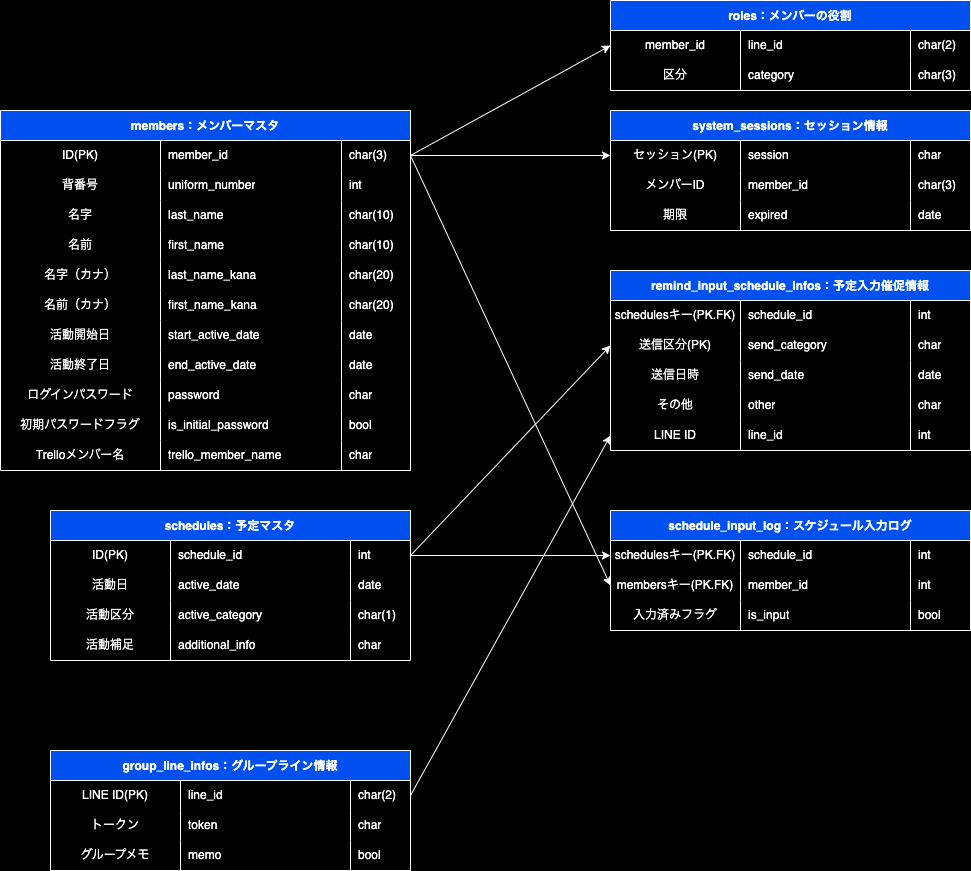 roles：メンバーの役割
member_id line_id char(2)
区分 category char(3)
members：メンバーマスタ
ID(PK) member_id char(3)
背番号 uniform_number int
名字 last_name char(10)
名前 first_name char(10)
名字（カナ） last_name_kana char(20)
名前（カナ） first_name_kana char(20)
活動開始日 start_active_date date
活動終了日 end_active_date date
ログインパスワード password char
初期パスワードフラグ is_initial_password bool
Trelloメンバー名 trello_member_name char
system_sessions：セッション情報
セッション(PK) session char
メンバーID member_id char(3)
期限 expired date
remind_input_schedule_infos：予定入力催促情報
schedulesキー(PK.FK) schedule_id int
送信区分(PK) send_category char
送信日時 send_date date
その他 other char
LINE ID line_id int
schedules：予定マスタ
ID(PK) schedule_id int
活動日 active_date date
活動区分 active_category char(1)
活動補足 additional_info char
schedule_input_log：スケジュール入力ログ
schedulesキー(PK.FK) schedule_id int
membersキー(PK.FK) member_id int
入力済みフラグ is_input bool
group_line_infos：グループライン情報
LINE ID(PK) line_id char(2)
トークン token char
グループメモ memo bool